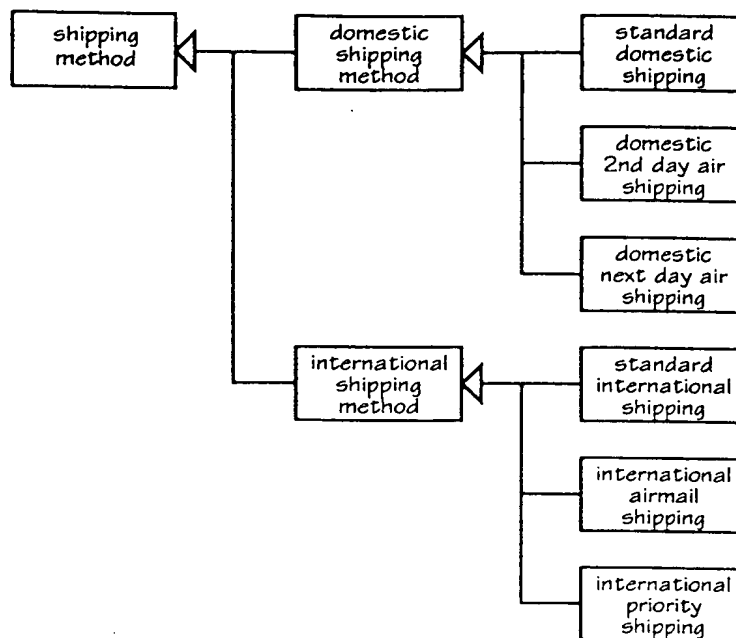 shipping
method
domestic
shipping
method
standard
domestic
shipping
domestic
2nd day air
shipping
domestic
next day air
shipping
international
shipping
method
standard
international
shipping
international
airmail
shipping
international
priority
shipping